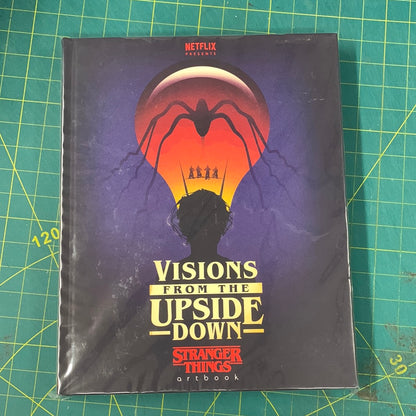 NETFLIX
PRESENTS
VISIONS
FROM THE
UPSIDE
DOWN
STRANGER
THINGS
artbook
120
30